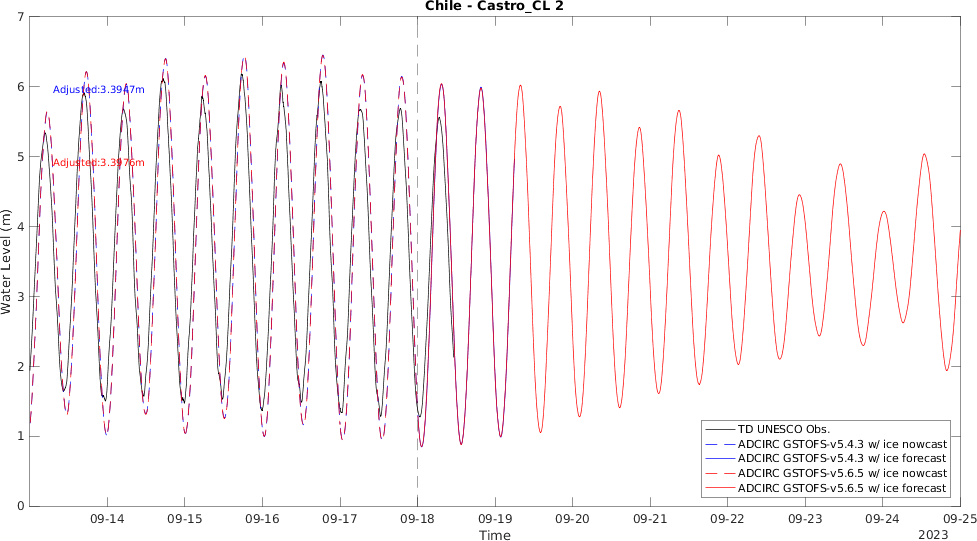 Chile - Castro_CL 2
7
6
5
4
3
2
1
0
Water Level (m)
Adjusted:3.3947m
Adjusted:3.3976m
TD UNESCO Obs.
ADCIRC GSTOFS-v5.4.3 w/ ice nowcast
ADCIRC GSTOFS-v5.4.3 w/ ice forecast
ADCIRC GSTOFS-v5.6.5 w/ ice nowcast
ADCIRC GSTOFS-v5.6.5 w/ ice forecast
09-14 09-15 09-16 09-17 09-18 09-19 09-20 09-21 09-22 09-23 09-24 09-25
Time
2023